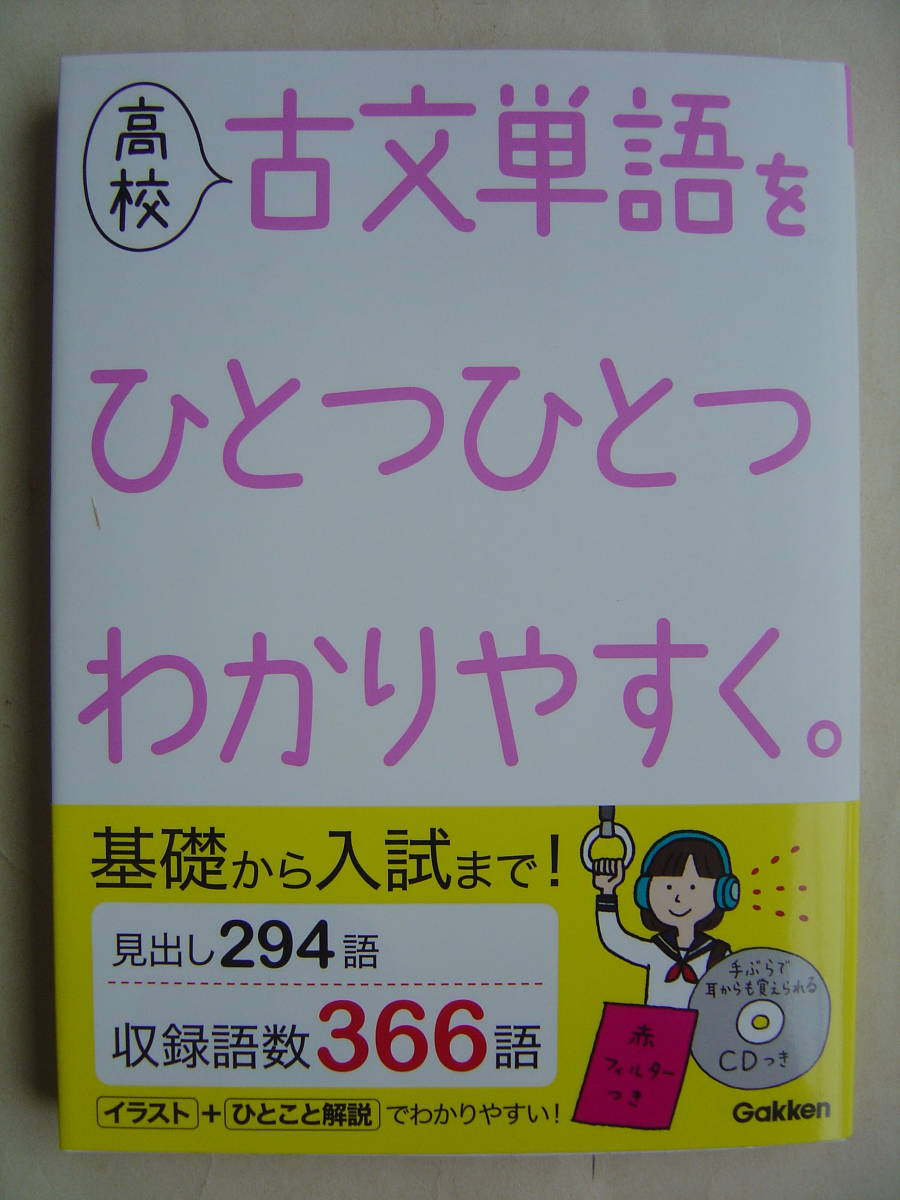 高校
古文単語を
ひとつひとつ
わかりやすく。
基礎から入試まで！
見出し294語
収録語数366語
イラスト+ひとこと解説でわかりやすい！
手ぶらで
耳からも覚えられる
CDつき
赤
フィルター
つき
Gakken